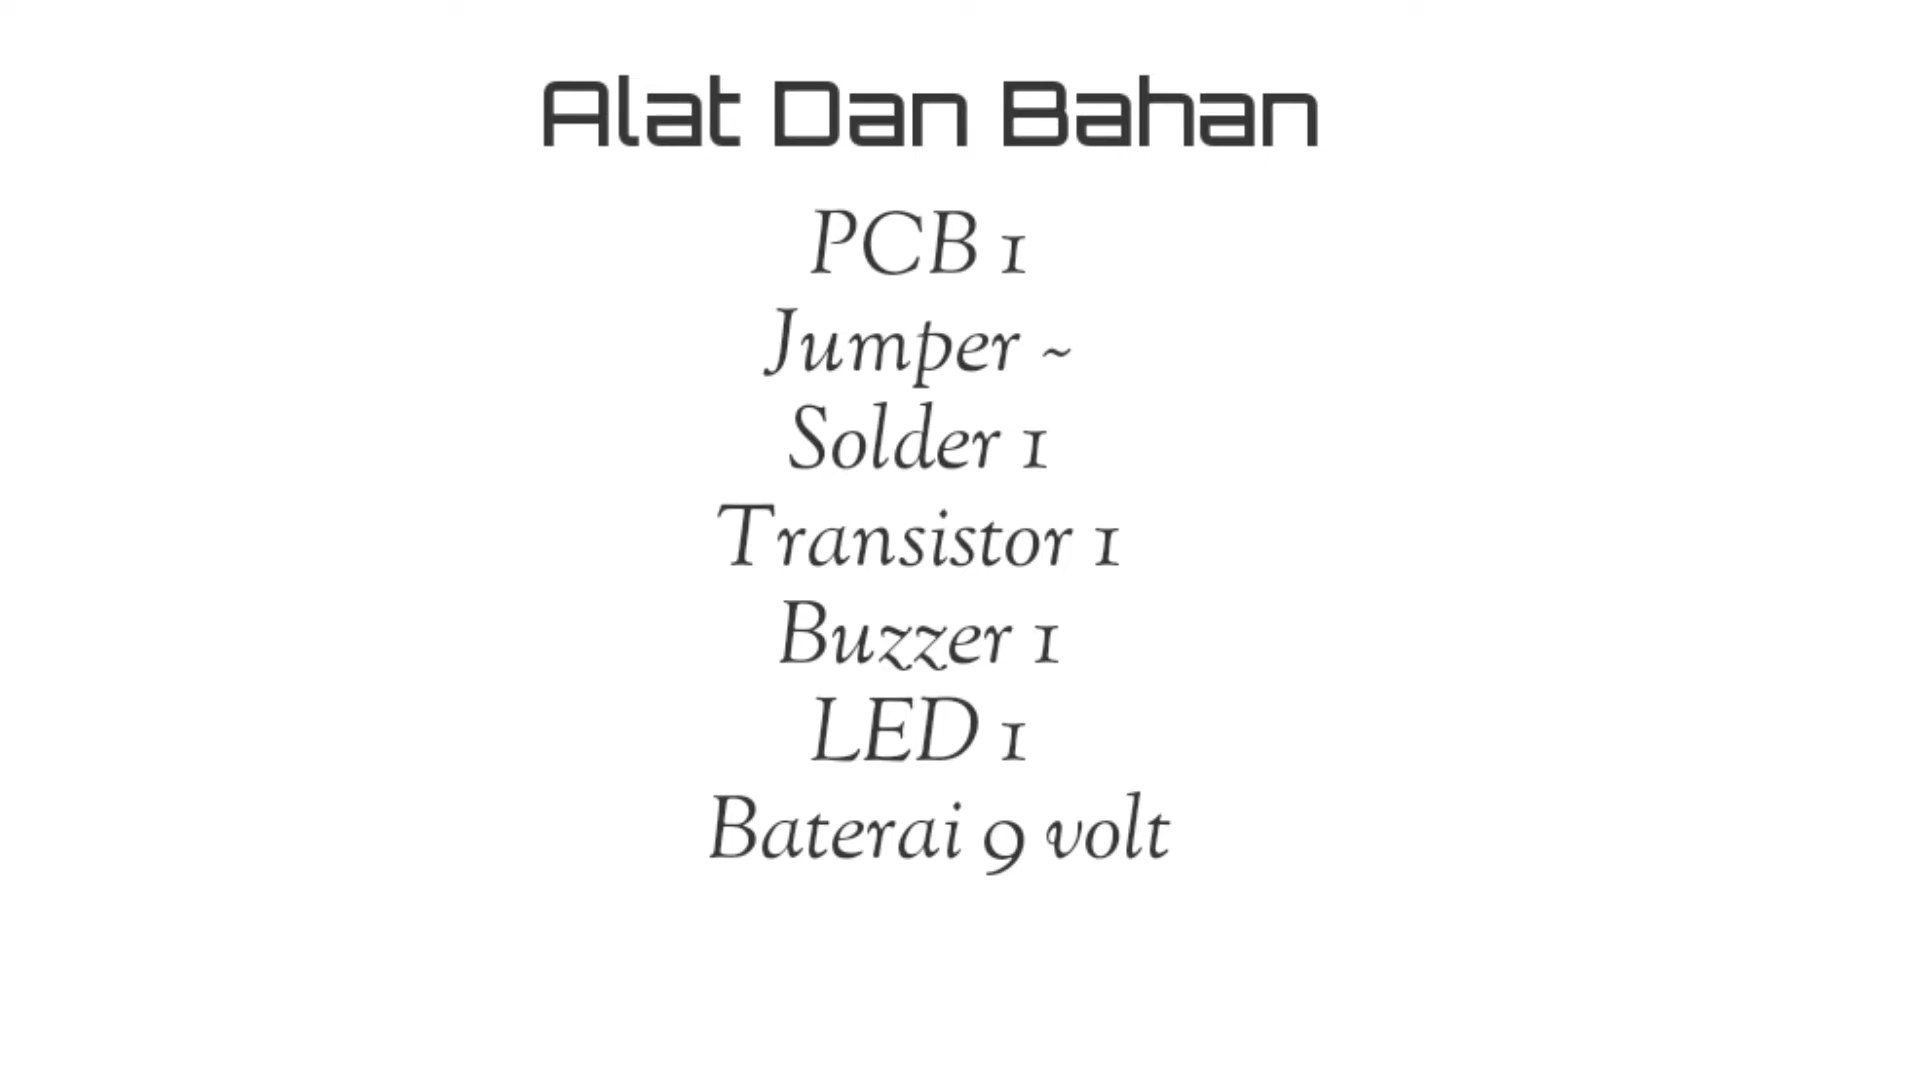 Alat Dan Bahan
PCB 1
Jumper ~
Solder 1
Transistor 1
Buzzer 1
LED 1
Baterai 9 volt